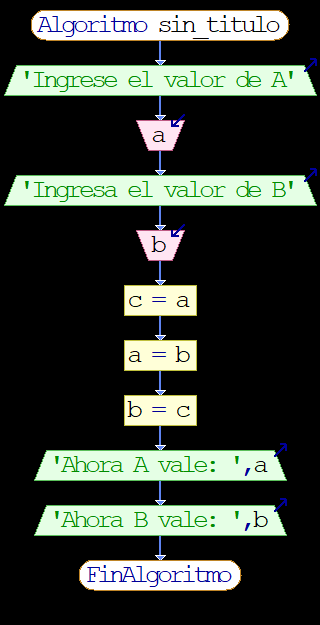 Algoritmo sin_titulo
'Ingrese el valor de A'
a
'Ingresa el valor de B'
b
c = a
a = b
b = c
'Ahora A vale: ',a
'Ahora B vale: ',b
FinAlgoritmo